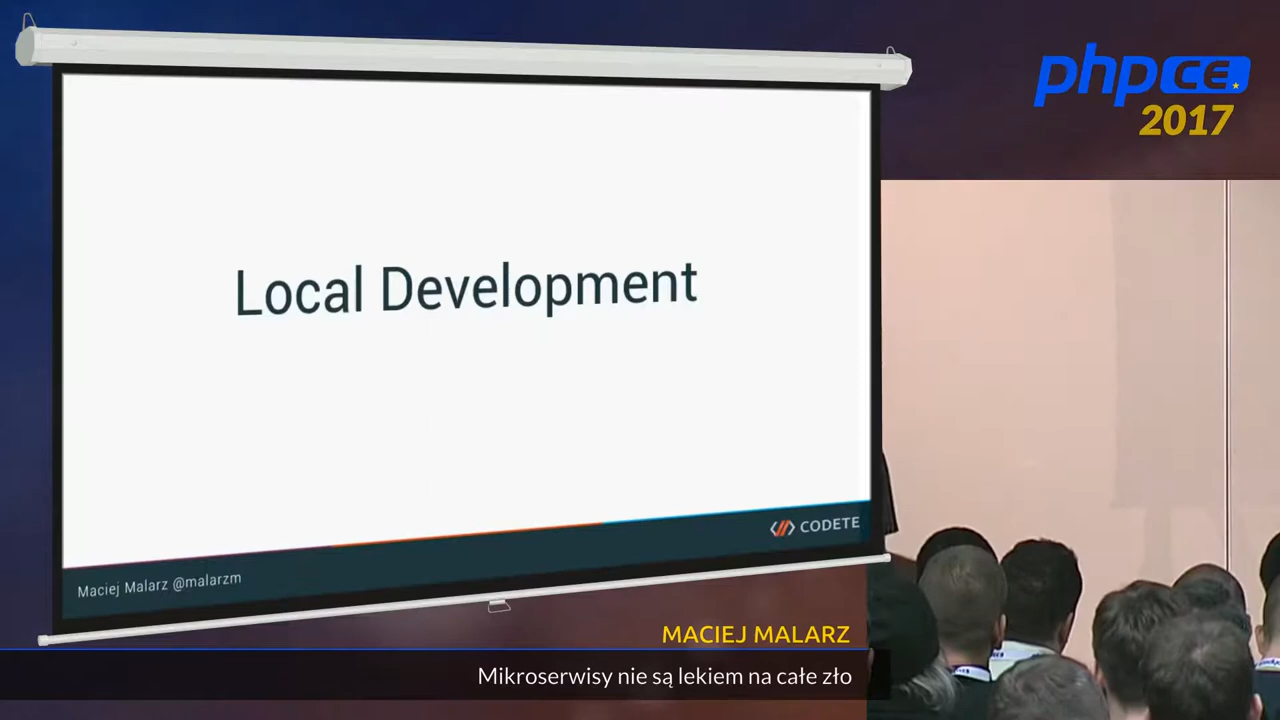 phpCE
2017
Local Development
CODETE
Maciej Malarz @malarzm
MACIEJ MALARZ
Mikroserwisy nie są lekiem na całe zło